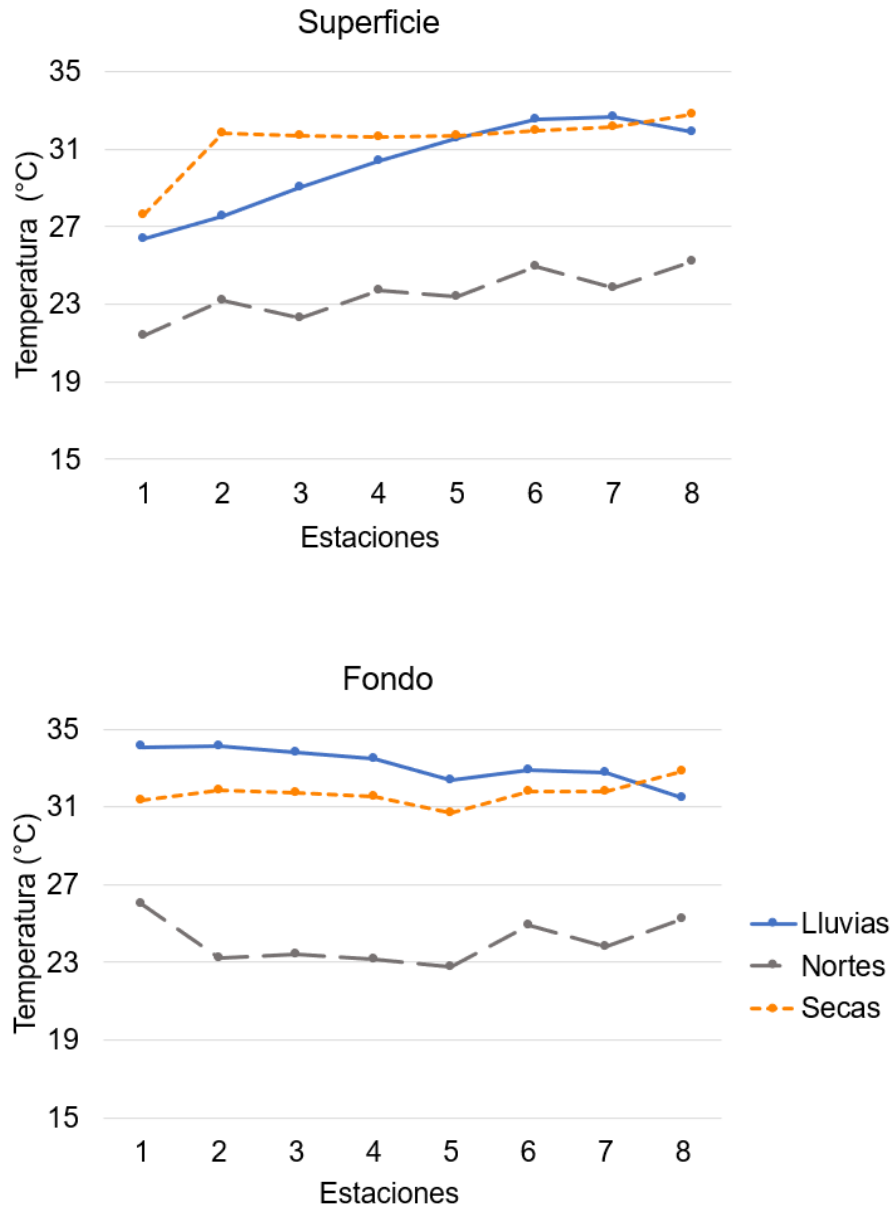 Superficie
35
31
27
23
19
15
Temperatura (°C)
1 2 3 4 5 6 7 8
Estaciones
Fondo
35
31
27
23
19
15
Temperatura (°C)
1 2 3 4 5 6 7 8
Estaciones
Lluvias
Nortes
Secas